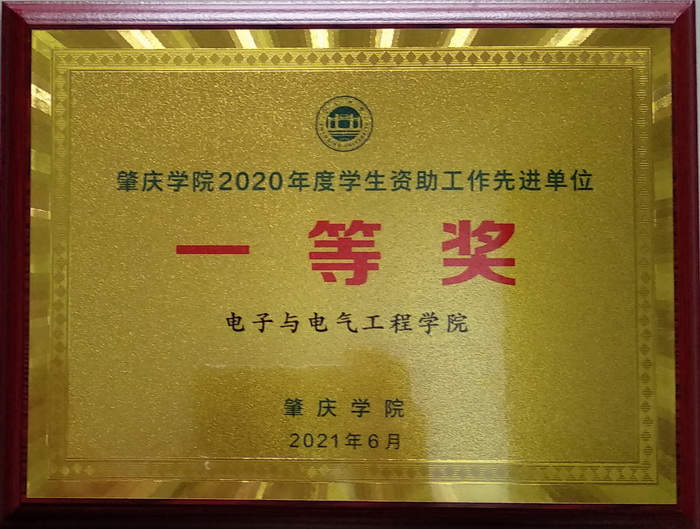 肇庆学院2020年度学生资助工作先进单位
一等奖
电子与电气工程学院
肇庆学院
2021年6月